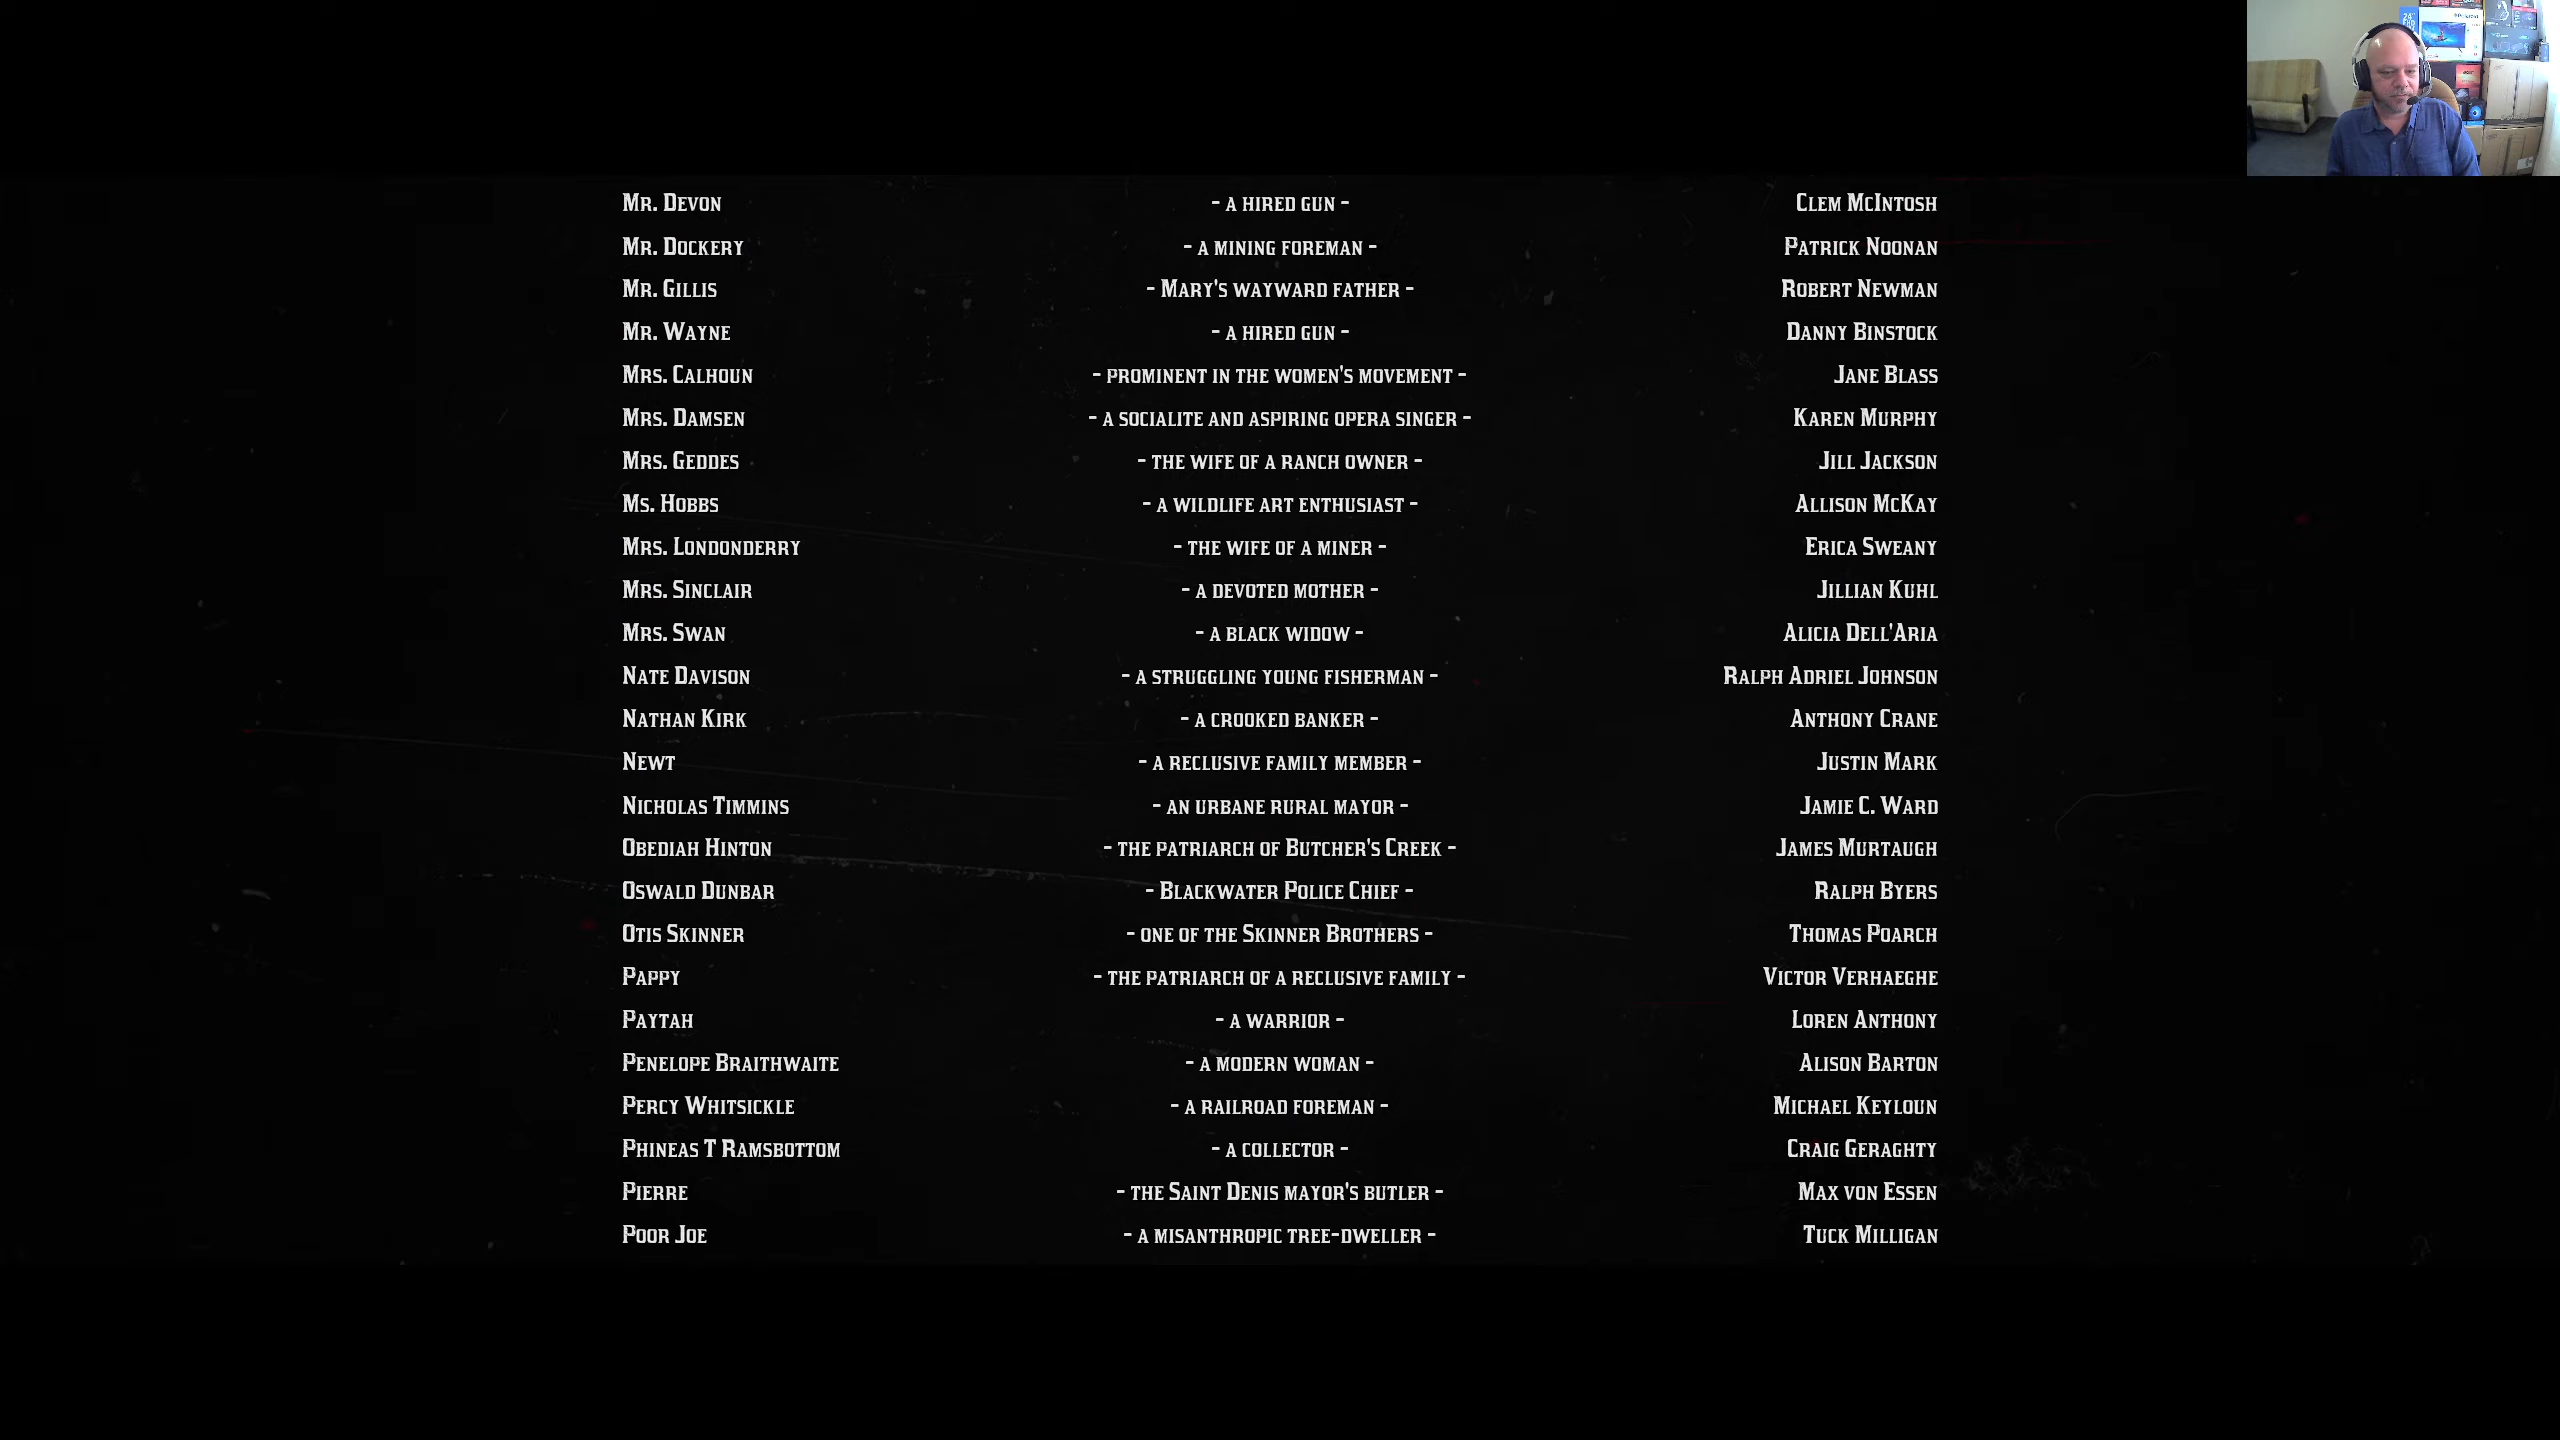 Mr. Devon - a hired gun - Clem McIntosh
Mr. Dockery - a mining foreman - Patrick Noonan
Mr. Gillis - Mary's wayward father - Robert Newman
Mr. Wayne - a hired gun - Danny Binstock
Mrs. Calhoun - prominent in the women's movement - Jane Blass
Mrs. Damsen - a socialite and aspiring opera singer - Karen Murphy
Mrs. Geddes - the wife of a ranch owner - Jill Jackson
Ms. Hobbs - a wildlife art enthusiast - Allison McKay
Mrs. Londonderry - the wife of a miner - Erica Sweany
Mrs. Sinclair - a devoted mother - Jillian Kuhl
Mrs. Swan - a black widow - Alicia Dell'Aria
Nate Davison - a struggling young fisherman - Ralph Adriel Johnson
Nathan Kirk - a crooked banker - Anthony Crane
Newt - a reclusive family member - Justin Mark
Nicholas Timmins - an urbane rural mayor - Jamie C. Ward
Obediah Hinton - the patriarch of Butcher's Creek - James Murtaugh
Oswald Dunbar - Blackwater Police Chief - Ralph Byers
Otis Skinner - one of the Skinner Brothers - Thomas Poarch
Pappy - the patriarch of a reclusive family - Victor Verhaeghe
Paytah - a warrior - Loren Anthony
Penelope Braithwaite - a modern woman - Alison Barton
Percy Whitsickle - a railroad foreman - Michael Keyloun
Phineas T Ramsbottom - a collector - Craig Geraghty
Pierre - the Saint Denis mayor's butler - Max von Essen
Poor Joe - a misanthropic tree-dweller - Tuck Milligan